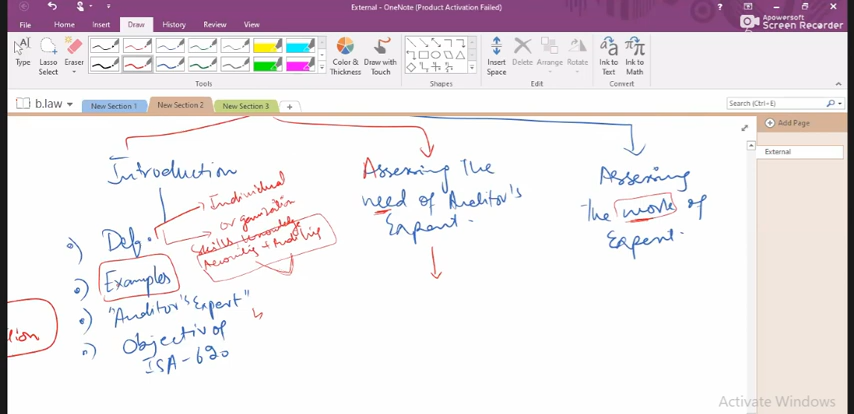 External - OneNote (Product Activation Failed)
Apowersoft
Screen Recorder
File
Home
Insert
Draw
History
Review
View
Type
Lasso
Select
Eraser
Color &
Thickness
Draw with
Touch
Insert
Space
Delete
Arrange
Rotate
Ink to
Text
Ink to
Math
Tools
Shapes
Edit
Convert
b.law
New Section 1
New Section 2
New Section 3
Search (Ctrl+E)
Add Page
External
Introduction
Individual
or ganization
Skills knowledge
Accounting + Auditing
Def.
Examples
"Auditor's Expert"
Objectiv of
ISA-620
Assessing the
need of Auditor's
Expert.
Assessing
the work of
Expert.
Activate Windows